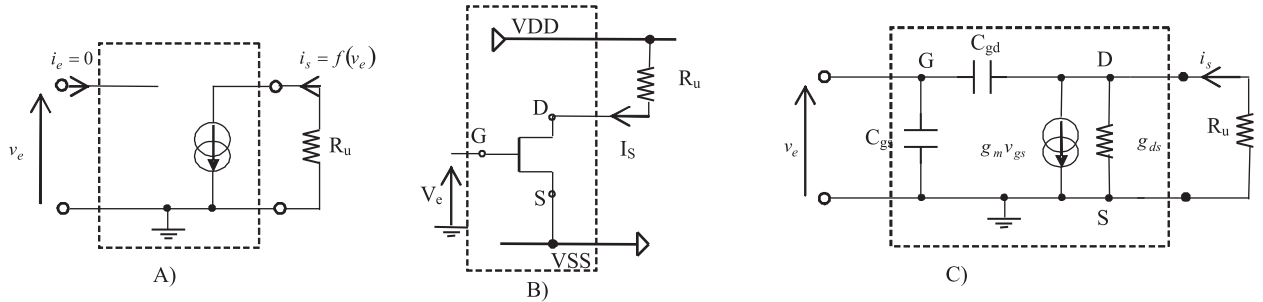 i_e = 0
i_s = f(v_e)
v_e
R_u
A)
VDD
R_u
D
G
I_S
V_e
S
VSS
B)
C_gd
G
D
i_s
C_gs
v_e
g_m v_gs
g_ds
R_u
S
C)